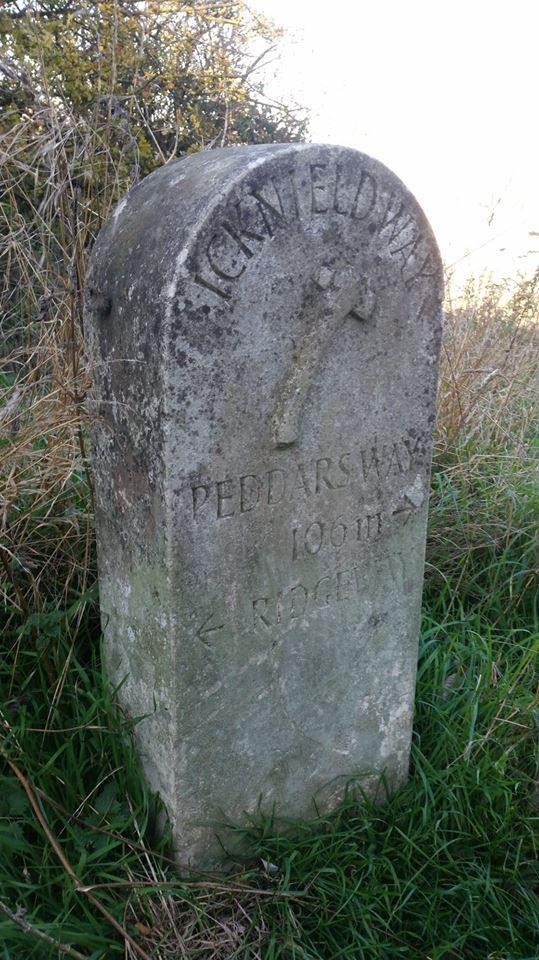 ICKNIELD WAY
PEDDARS WAY
106 m →
← RIDGEWAY